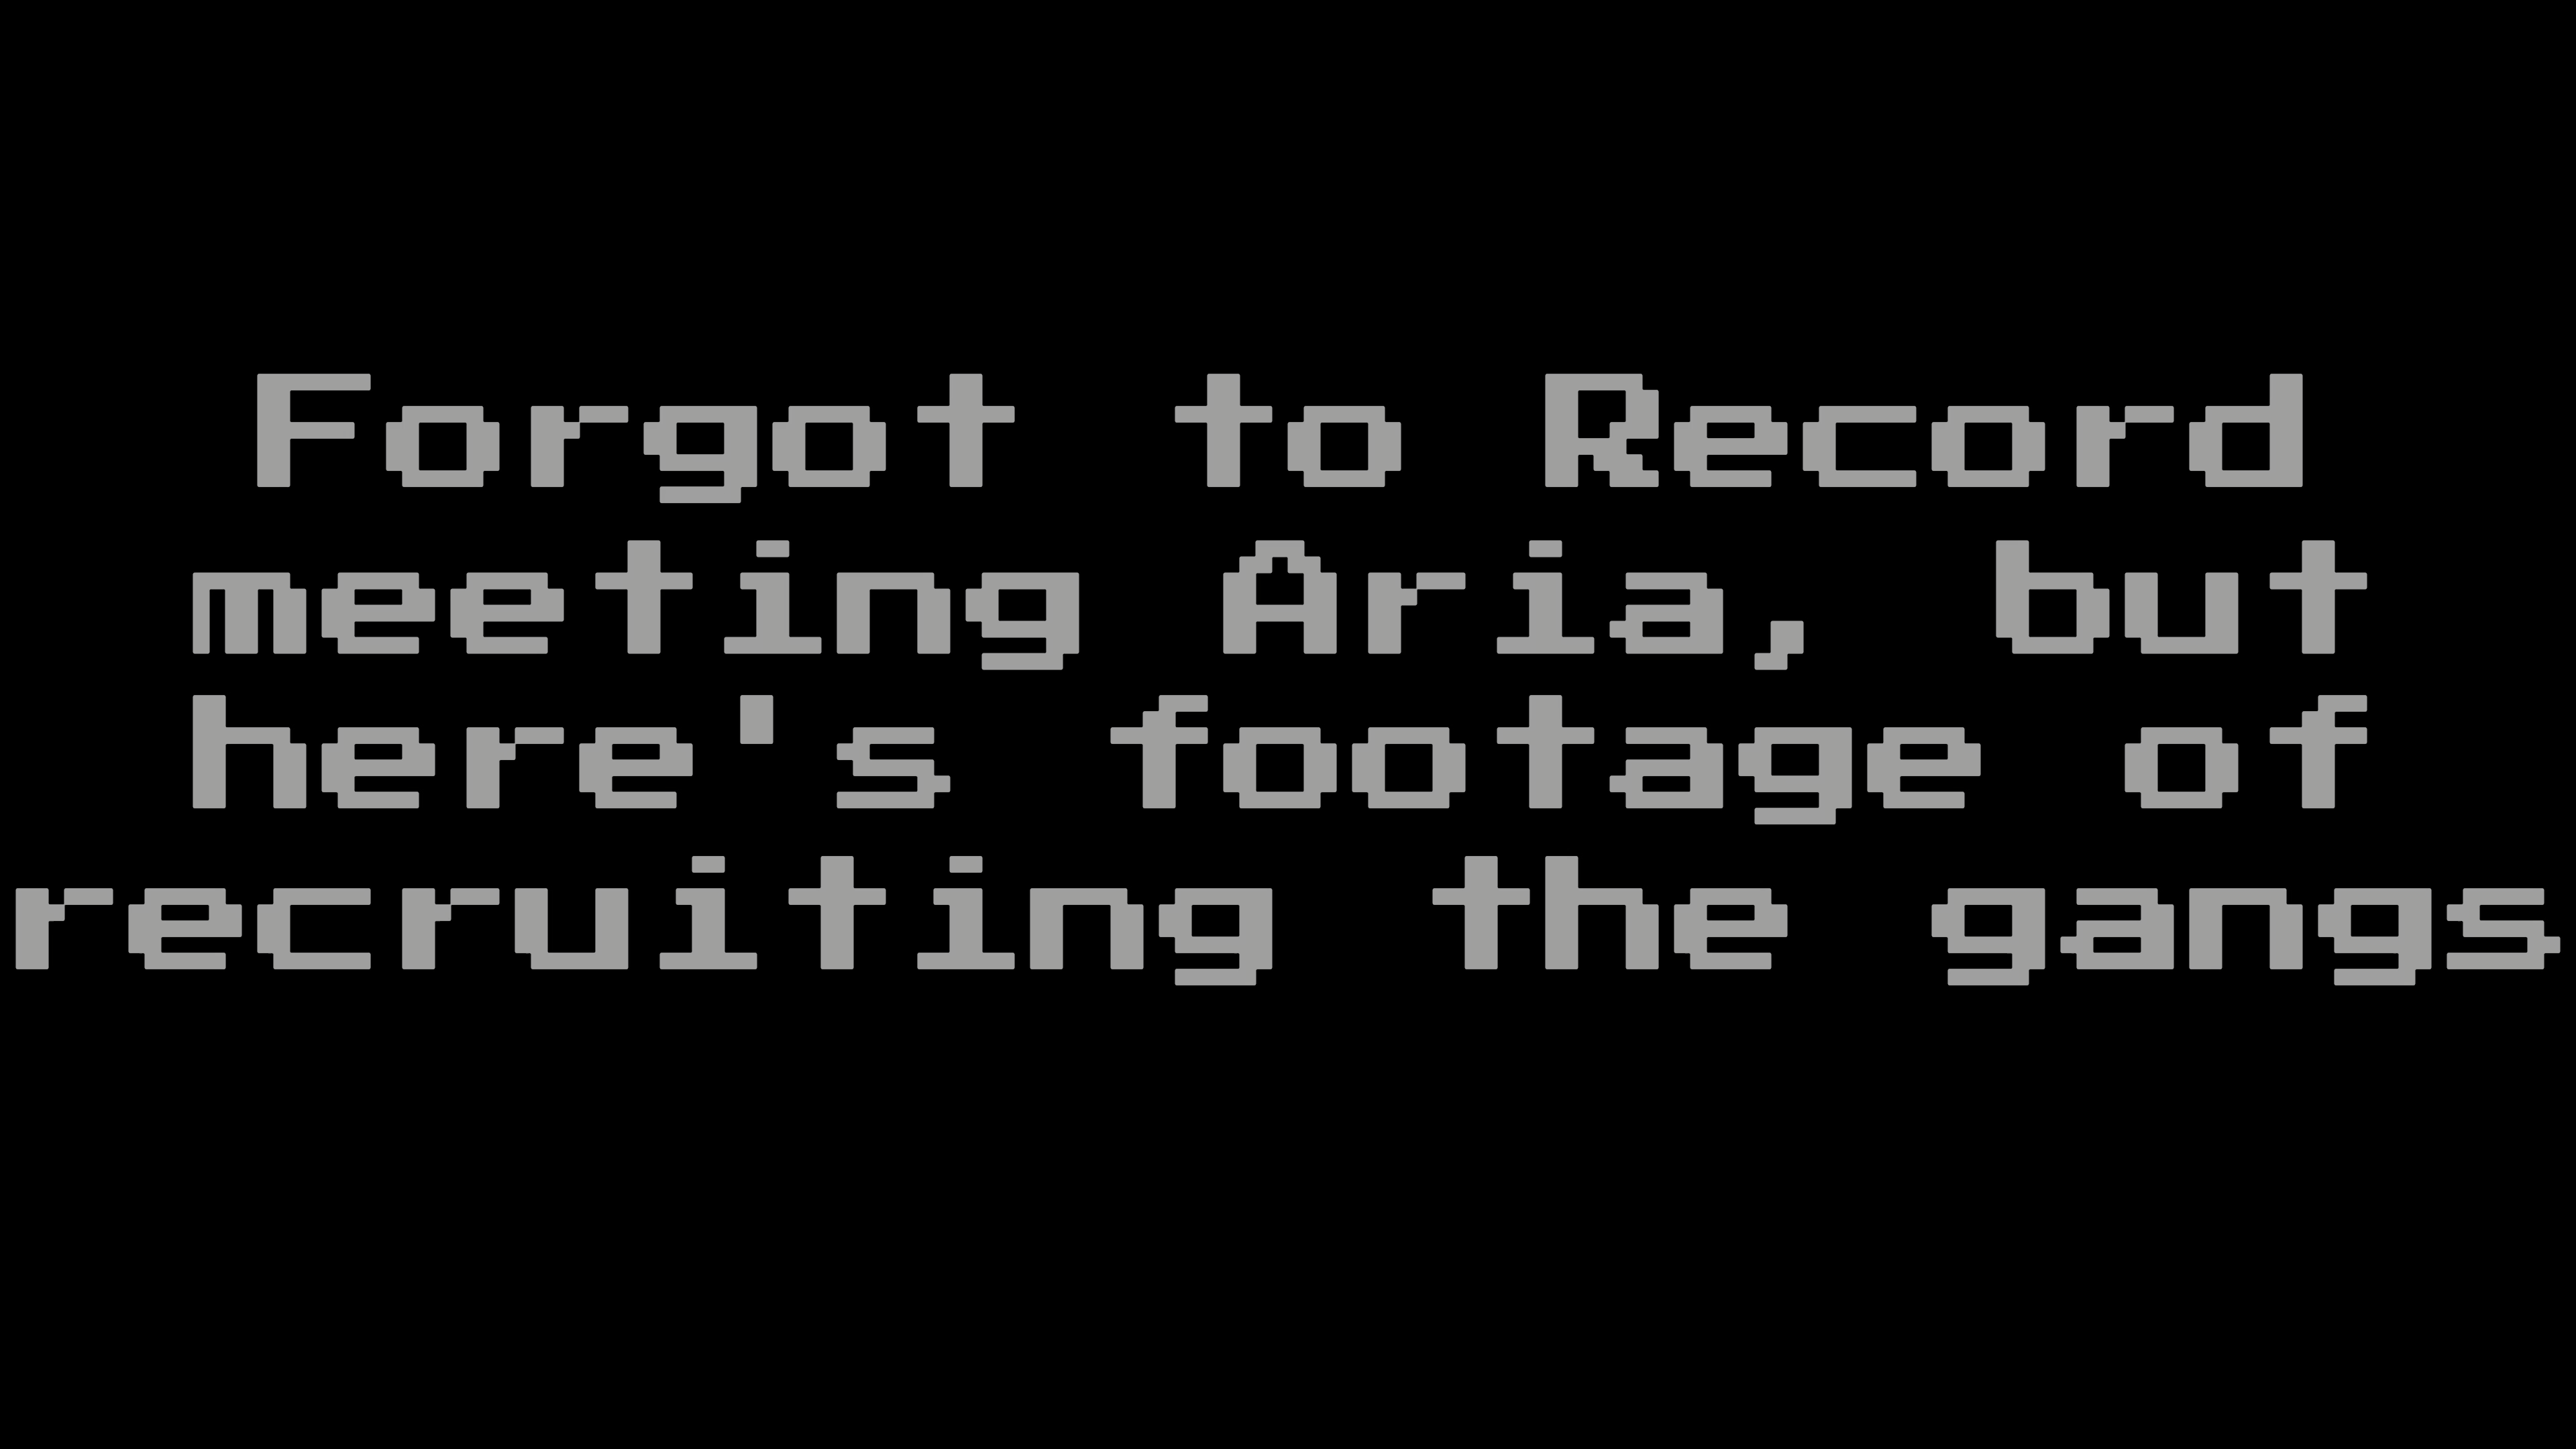 Forgot to Record
meeting Aria, but
here's footage of
recruiting the gangs